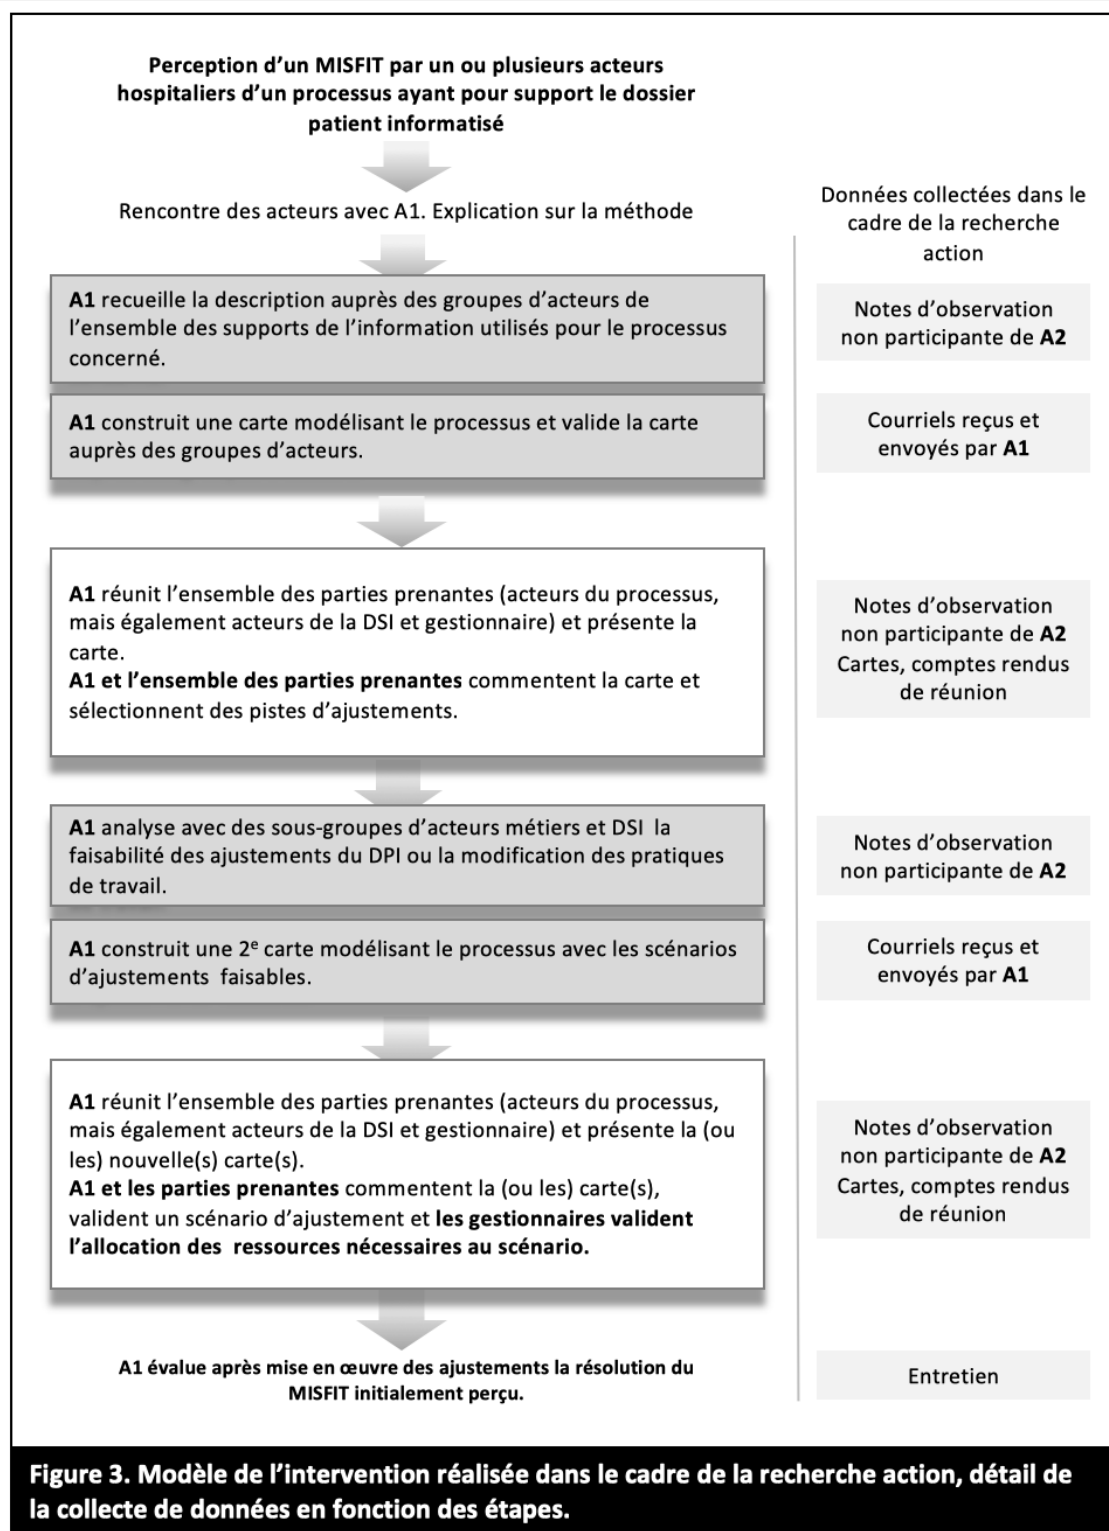 Perception d'un MISFIT par un ou plusieurs acteurs
hospitaliers d'un processus ayant pour support le dossier
patient informatisé
Rencontre des acteurs avec A1. Explication sur la méthode
Données collectées dans le
cadre de la recherche
action
A1 recueille la description auprès des groupes d'acteurs de
l'ensemble des supports de l'information utilisés pour le processus
concerné.
Notes d'observation
non participante de A2
A1 construit une carte modélisant le processus et valide la carte
auprès des groupes d'acteurs.
Courriels reçus et
envoyés par A1
A1 réunit l'ensemble des parties prenantes (acteurs du processus,
mais également acteurs de la DSI et gestionnaire) et présente la
carte.
A1 et l'ensemble des parties prenantes commentent la carte et
sélectionnent des pistes d'ajustements.
Notes d'observation
non participante de A2
Cartes, comptes rendus
de réunion
A1 analyse avec des sous-groupes d'acteurs métiers et DSI la
faisabilité des ajustements du DPI ou la modification des pratiques
de travail.
Notes d'observation
non participante de A2
A1 construit une 2e carte modélisant le processus avec les scénarios
d'ajustements faisables.
Courriels reçus et
envoyés par A1
A1 réunit l'ensemble des parties prenantes (acteurs du processus,
mais également acteurs de la DSI et gestionnaire) et présente la (ou
les) nouvelle(s) carte(s).
A1 et les parties prenantes commentent la (ou les) carte(s),
valident un scénario d'ajustement et les gestionnaires valident
l'allocation des ressources nécessaires au scénario.
Notes d'observation
non participante de A2
Cartes, comptes rendus
de réunion
A1 évalue après mise en œuvre des ajustements la résolution du
MISFIT initialement perçu.
Entretien
Figure 3. Modèle de l'intervention réalisée dans le cadre de la recherche action, détail de
la collecte de données en fonction des étapes.